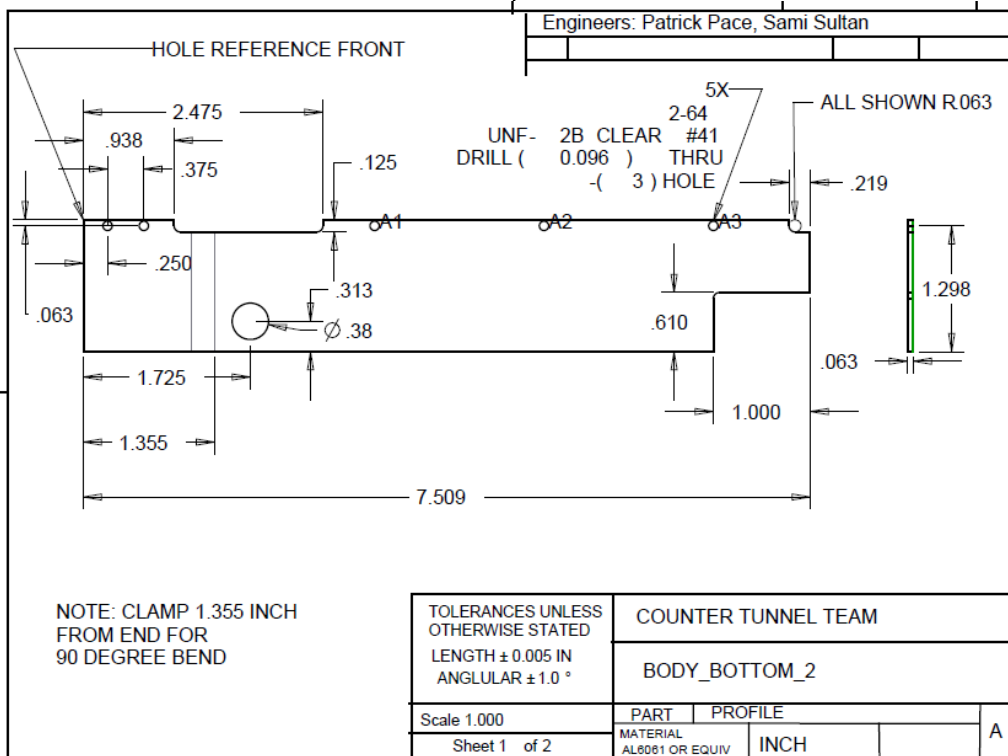 Engineers: Patrick Pace, Sami Sultan
HOLE REFERENCE FRONT
5X
ALL SHOWN R.063
2.475
2-64
UNF- 2B CLEAR #41
DRILL ( 0.096 ) THRU
-( 3 ) HOLE
.938
.375
.125
.219
A1
A2
A3
.250
.063
.313
Ø .38
.610
1.298
.063
1.725
1.000
1.355
7.509
NOTE: CLAMP 1.355 INCH
FROM END FOR
90 DEGREE BEND
TOLERANCES UNLESS
OTHERWISE STATED
LENGTH ± 0.005 IN
ANGLULAR ± 1.0 °
COUNTER TUNNEL TEAM
BODY_BOTTOM_2
Scale 1.000
Sheet 1 of 2
PART PROFILE
MATERIAL
AL6061 OR EQUIV
INCH
A